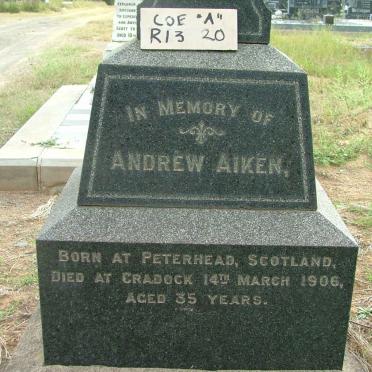 COE "A"
R13 20
IN MEMORY OF
ANDREW AIKEN,
BORN AT PETERHEAD, SCOTLAND,
DIED AT CRADOCK 14TH MARCH 1906,
AGED 35 YEARS.